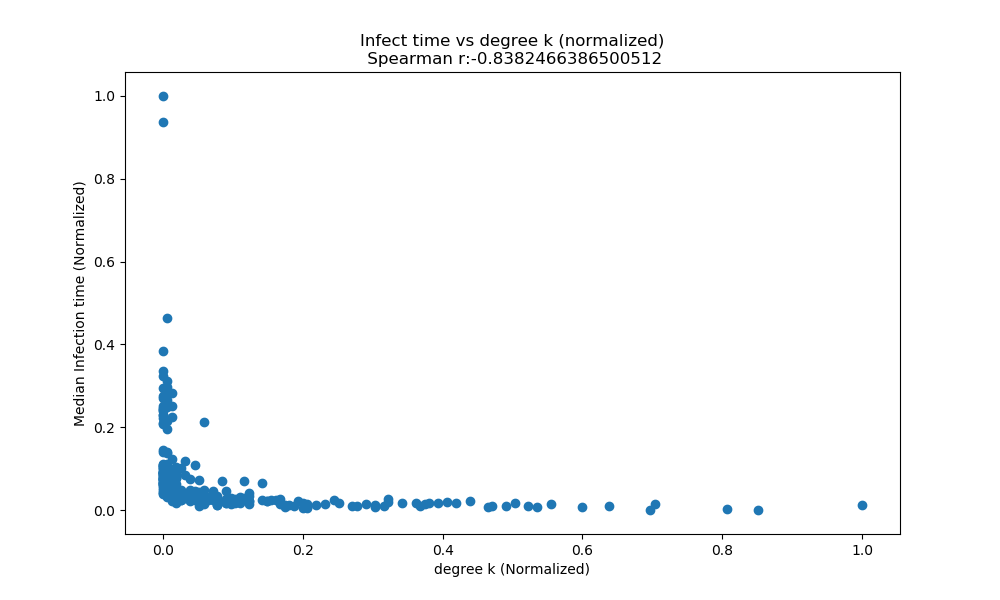 Infect time vs degree k (normalized)
Spearman r:-0.8382466386500512
Median Infection time (Normalized)
1.0
0.8
0.6
0.4
0.2
0.0
0.0 0.2 0.4 0.6 0.8 1.0
degree k (Normalized)